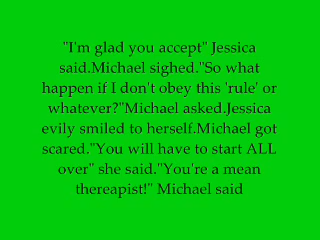 "I'm glad you accept" Jessica
said.Michael sighed."So what
happen if I don't obey this 'rule' or
whatever?"Michael asked.Jessica
evily smiled to herself.Michael got
scared."You will have to start ALL
over" she said."You're a mean
thereapist!" Michael said